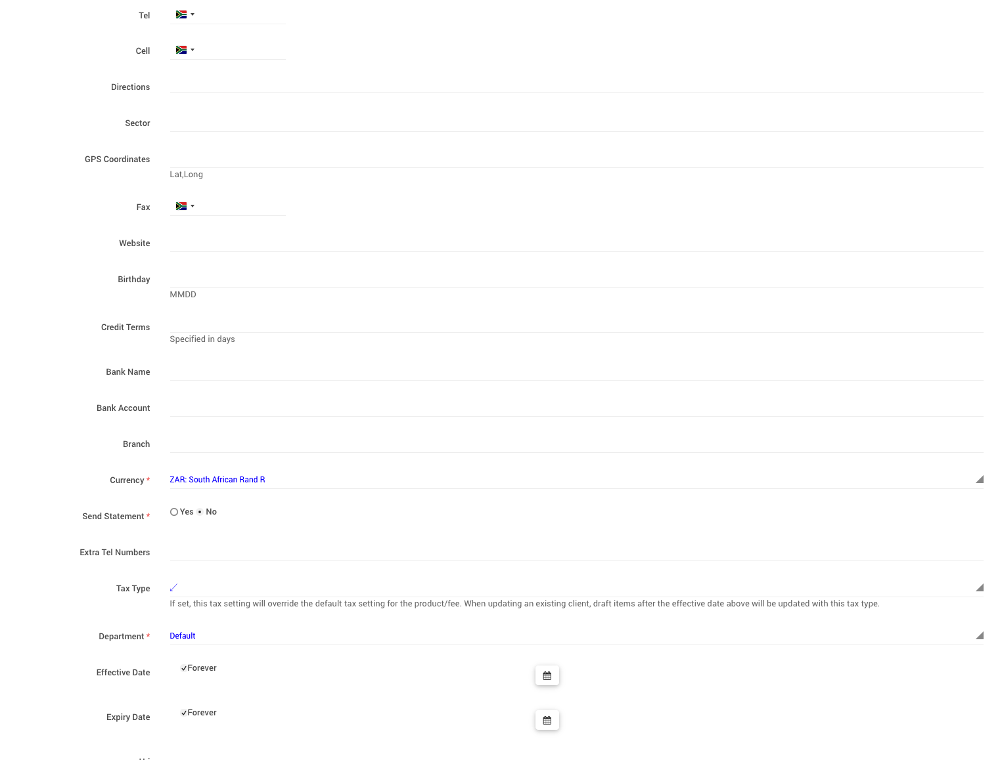 Tel
Cell
Directions
Sector
GPS Coordinates
Lat,Long
Fax
Website
Birthday
MMDD
Credit Terms
Specified in days
Bank Name
Bank Account
Branch
Currency * ZAR: South African Rand R
Send Statement * Yes No
Extra Tel Numbers
Tax Type
If set, this tax setting will override the default tax setting for the product/fee. When updating an existing client, draft items after the effective date above will be updated with this tax type.
Department * Default
Effective Date Forever
Expiry Date Forever